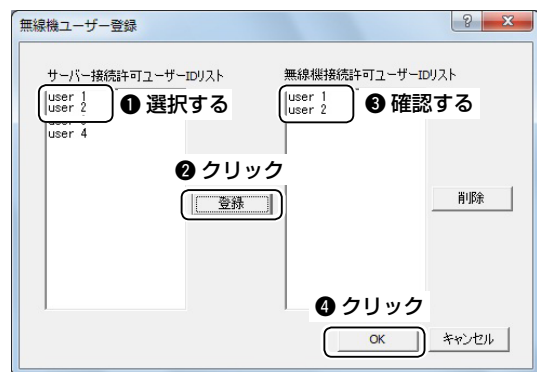 無線機ユーザー登録
サーバー接続許可ユーザーIDリスト
user 1
user 2
user 4
❶ 選択する
❷ クリック
登録
無線機接続許可ユーザーIDリスト
user 1
user 2
❸ 確認する
削除
❹ クリック
OK
キャンセル